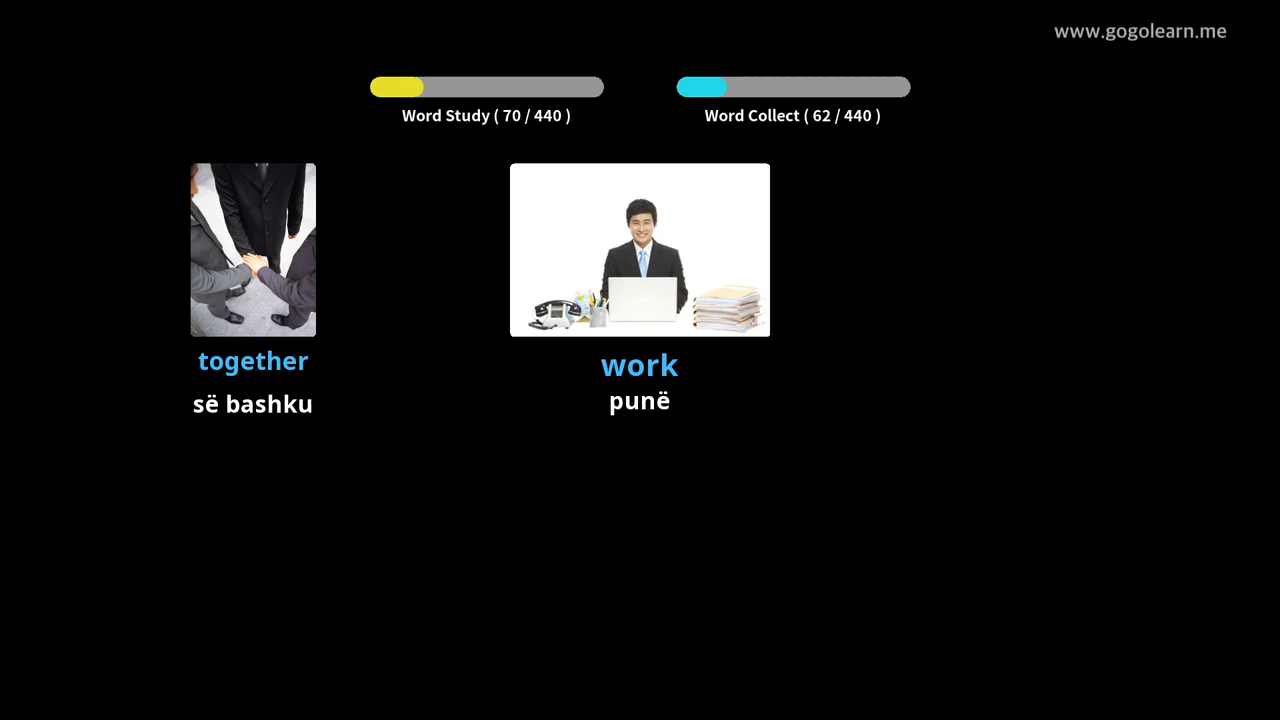 www.gogolearn.me
Word Study ( 70 / 440 )
Word Collect ( 62 / 440 )
together
së bashku
work
punë